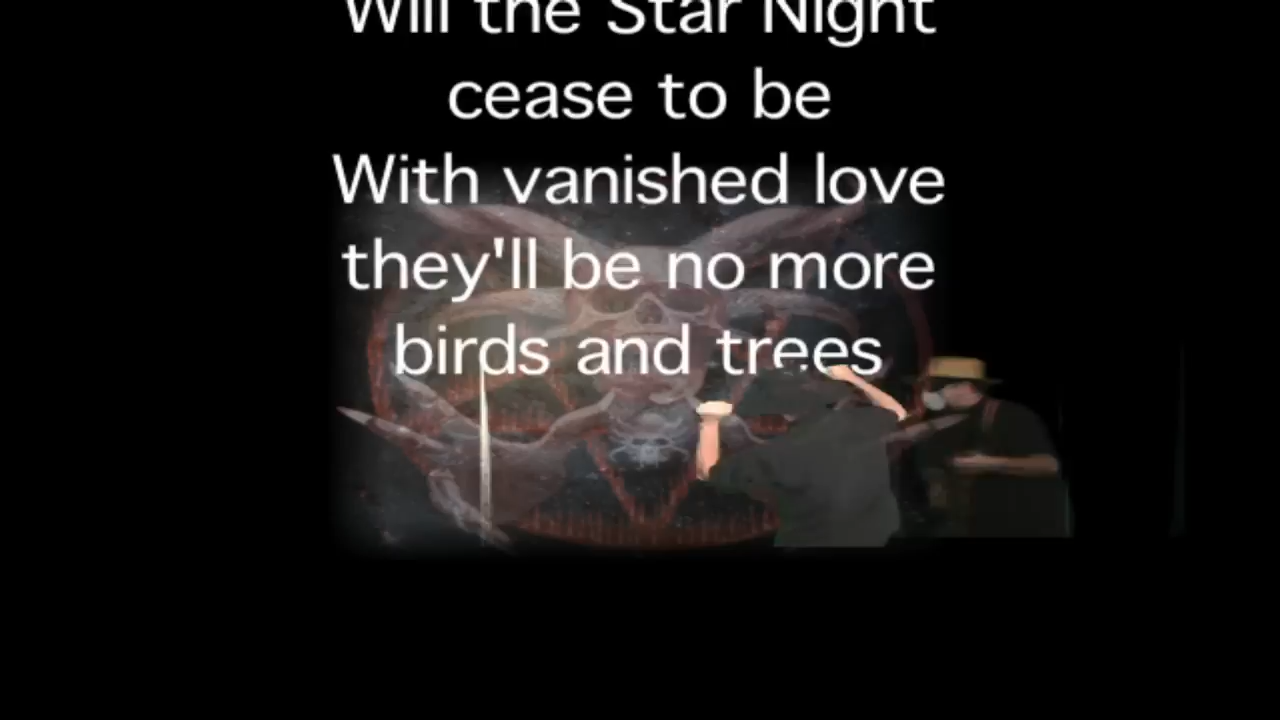 Will the Star Night
cease to be
With vanished love
they'll be no more
birds and trees